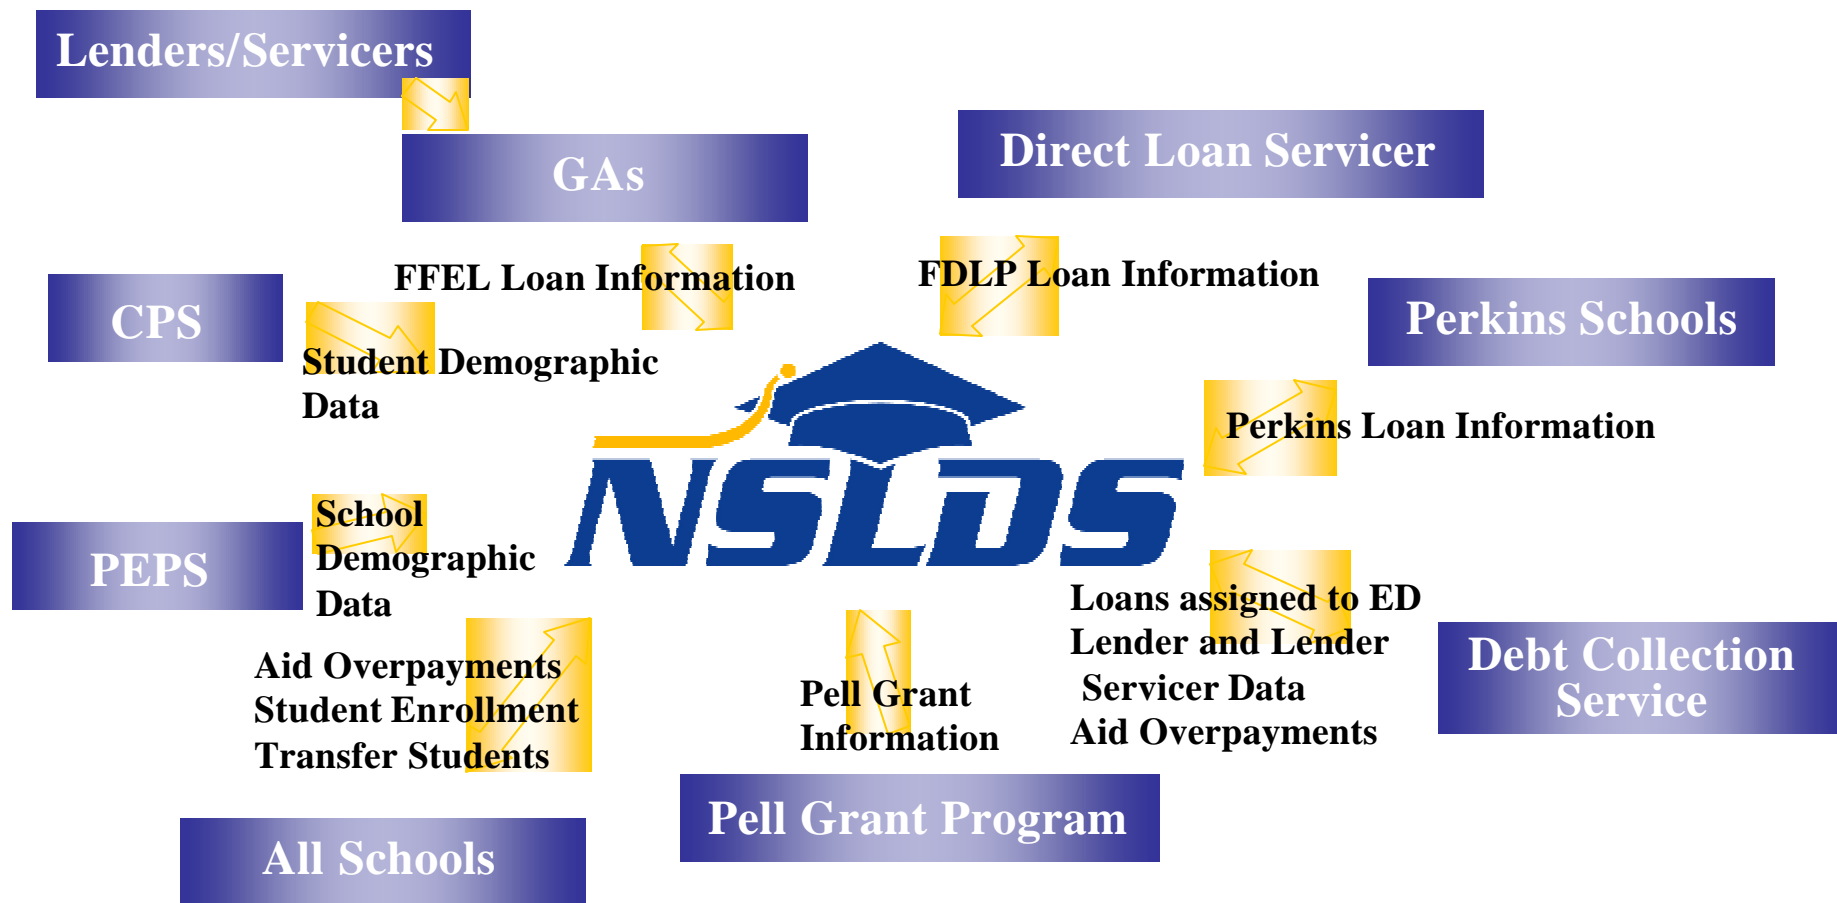 Lenders/Servicers
GAs
Direct Loan Servicer
FFEL Loan Information
FDLP Loan Information
CPS
Perkins Schools
Student Demographic
Data
Perkins Loan Information
NSLDS
School
Demographic
Data
PEPS
Loans assigned to ED
Lender and Lender
Servicer Data
Aid Overpayments
Debt Collection
Service
Aid Overpayments
Student Enrollment
Transfer Students
Pell Grant
Information
Pell Grant Program
All Schools